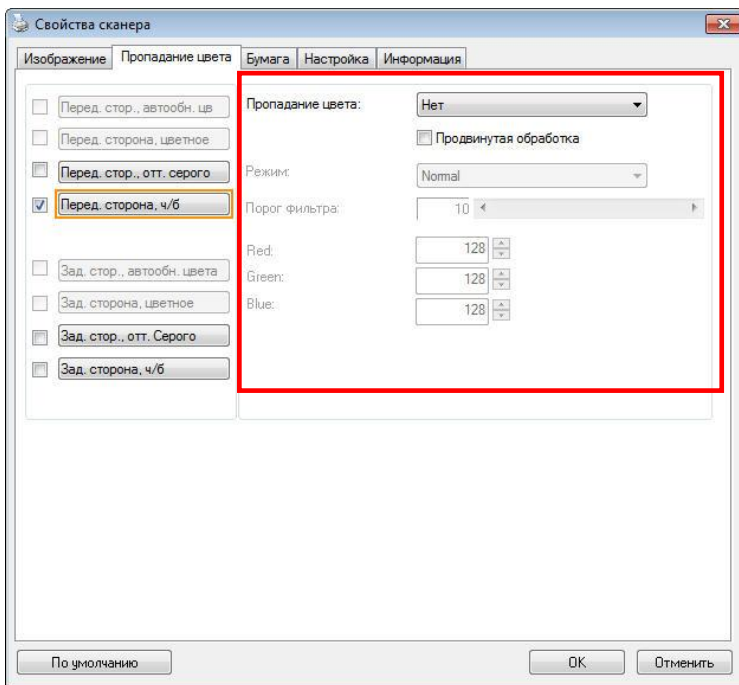 Свойства сканера
Изображение Пропадание цвета Бумага Настройка Информация
Перед. стор., автообн. цв
Перед. сторона, цветное
Перед. стор., отт. серого
Перед. сторона, ч/б
Зад. стор., автообн. цвета
Зад. сторона, цветное
Зад. стор., отт. Серого
Зад. сторона, ч/б
Пропадание цвета: Нет
Продвинутая обработка
Режим: Normal
Порог фильтра: 10
Red: 128
Green: 128
Blue: 128
По умолчанию OK Отменить